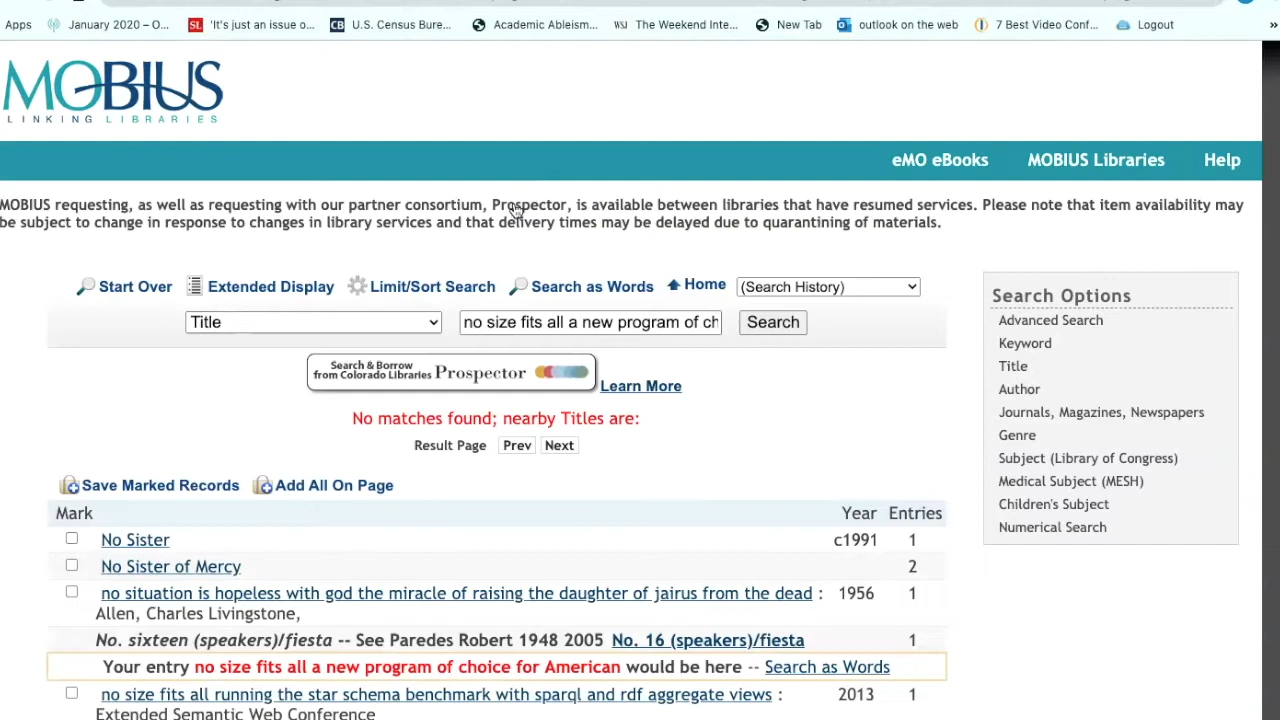 Apps January 2020 – O... SL 'It's just an issue o... CB U.S. Census Bure... Academic Ableism... WSJ The Weekend Inte... New Tab outlook on the web 7 Best Video Conf... Logout »
MOBIUS
LINKING LIBRARIES
eMO eBooks MOBIUS Libraries Help
MOBIUS requesting, as well as requesting with our partner consortium, Prospector, is available between libraries that have resumed services. Please note that item availability may
be subject to change in response to changes in library services and that delivery times may be delayed due to quarantining of materials.
Start Over Extended Display Limit/Sort Search Search as Words Home (Search History)
Title no size fits all a new program of ch Search
Search & Borrow
from Colorado Libraries Prospector
Learn More
No matches found; nearby Titles are:
Result Page Prev Next
Save Marked Records Add All On Page
Mark Year Entries
No Sister c1991 1
No Sister of Mercy 2
no situation is hopeless with god the miracle of raising the daughter of jairus from the dead : 1956 1
Allen, Charles Livingstone,
No. sixteen (speakers)/fiesta -- See Paredes Robert 1948 2005 No. 16 (speakers)/fiesta 1
Your entry no size fits all a new program of choice for American would be here -- Search as Words
no size fits all running the star schema benchmark with sparql and rdf aggregate views : 2013 1
Extended Semantic Web Conference
Search Options
Advanced Search
Keyword
Title
Author
Journals, Magazines, Newspapers
Genre
Subject (Library of Congress)
Medical Subject (MESH)
Children's Subject
Numerical Search